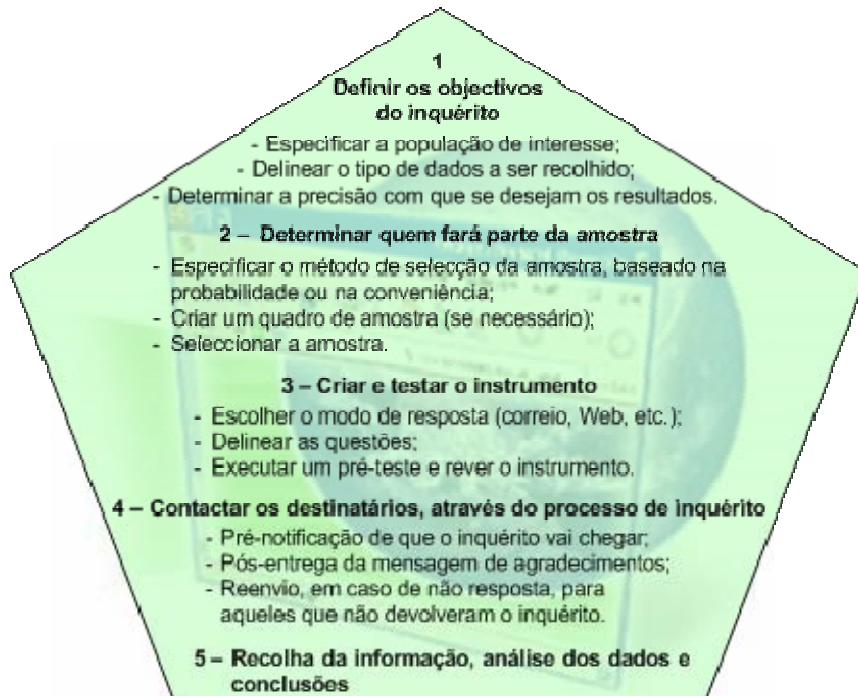 1
Definir os objectivos
do inquérito
- Especificar a população de interesse;
- Delinear o tipo de dados a ser recolhido;
- Determinar a precisão com que se desejam os resultados.
2 – Determinar quem fará parte da amostra
- Especificar o método de selecção da amostra, baseado na
probabilidade ou na conveniência;
- Criar um quadro de amostra (se necessário);
- Seleccionar a amostra.
3 – Criar e testar o instrumento
- Escolher o modo de resposta (correio, Web, etc.);
- Delinear as questões;
- Executar um pré-teste e rever o instrumento.
4 – Contactar os destinatários, através do processo de inquérito
- Pré-notificação de que o inquérito vai chegar;
- Pós-entrega da mensagem de agradecimentos;
- Reenvio, em caso de não resposta, para
aqueles que não devolveram o inquérito.
5 – Recolha da informação, análise dos dados e
conclusões